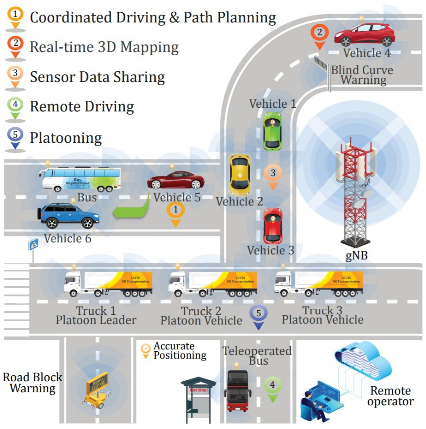 1 Coordinated Driving & Path Planning
2 Real-time 3D Mapping
3 Sensor Data Sharing
4 Remote Driving
5 Platooning
2
Vehicle 4
Blind Curve
Warning
Vehicle 1
3
Vehicle 2
Vehicle 3
gNB
Bus
Vehicle 5
1
Vehicle 6
Truck 1
Platoon Leader
Truck 2
Platoon Vehicle
5
Truck 3
Platoon Vehicle
Accurate
Positioning
Road Block
Warning
Teleoperated
Bus
4
Remote
operator